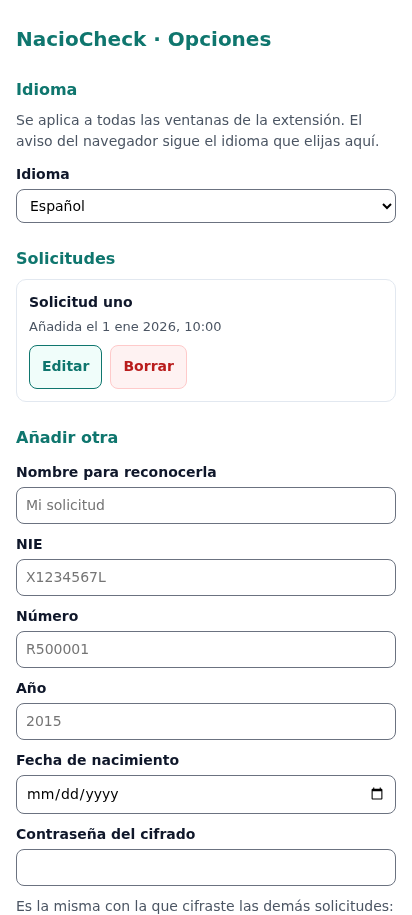 NacioCheck · Opciones
Idioma
Se aplica a todas las ventanas de la extensión. El
aviso del navegador sigue el idioma que elijas aquí.
Idioma
Español
Solicitudes
Solicitud uno
Añadida el 1 ene 2026, 10:00
Editar Borrar
Añadir otra
Nombre para reconocerla
Mi solicitud
NIE
X1234567L
Número
R500001
Año
2015
Fecha de nacimiento
mm/dd/yyyy
Contraseña del cifrado
Es la misma con la que cifraste las demás solicitudes: